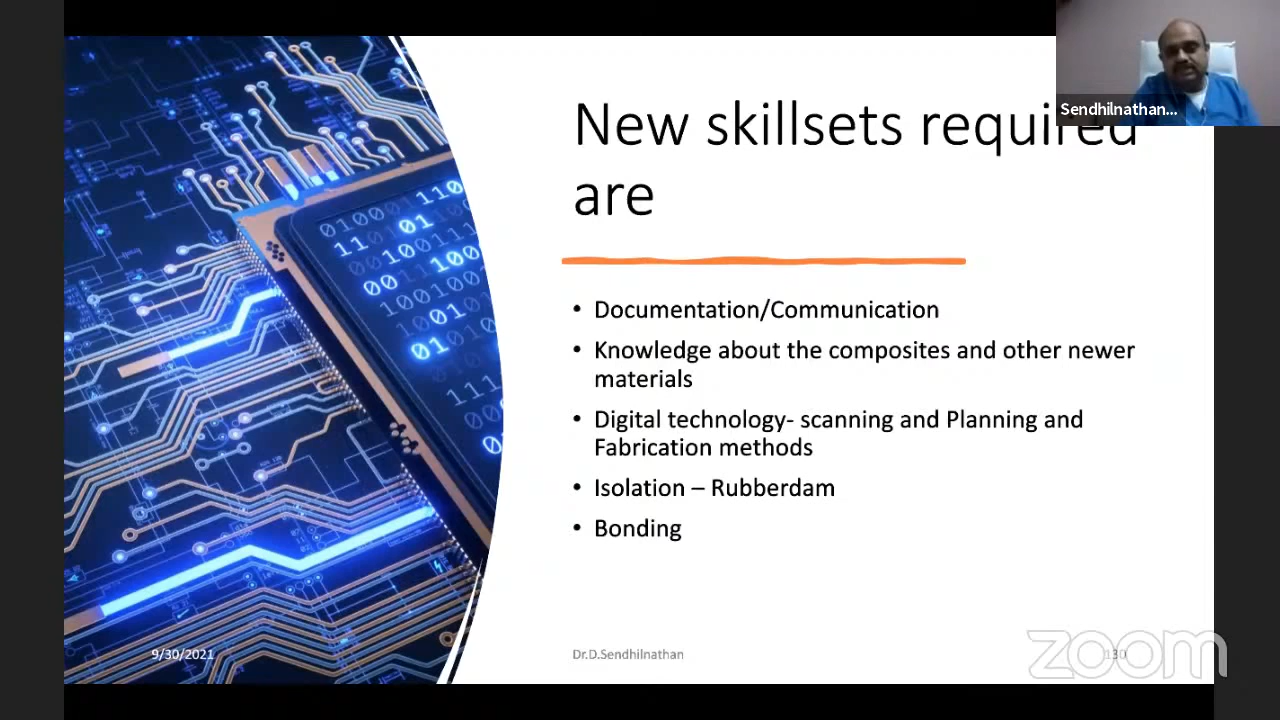 Sendhilnathan...
New skillsets required
are
• Documentation/Communication
• Knowledge about the composites and other newer
materials
• Digital technology- scanning and Planning and
Fabrication methods
• Isolation – Rubberdam
• Bonding
9/30/2021
Dr.D.Sendhilnathan
130
zoom